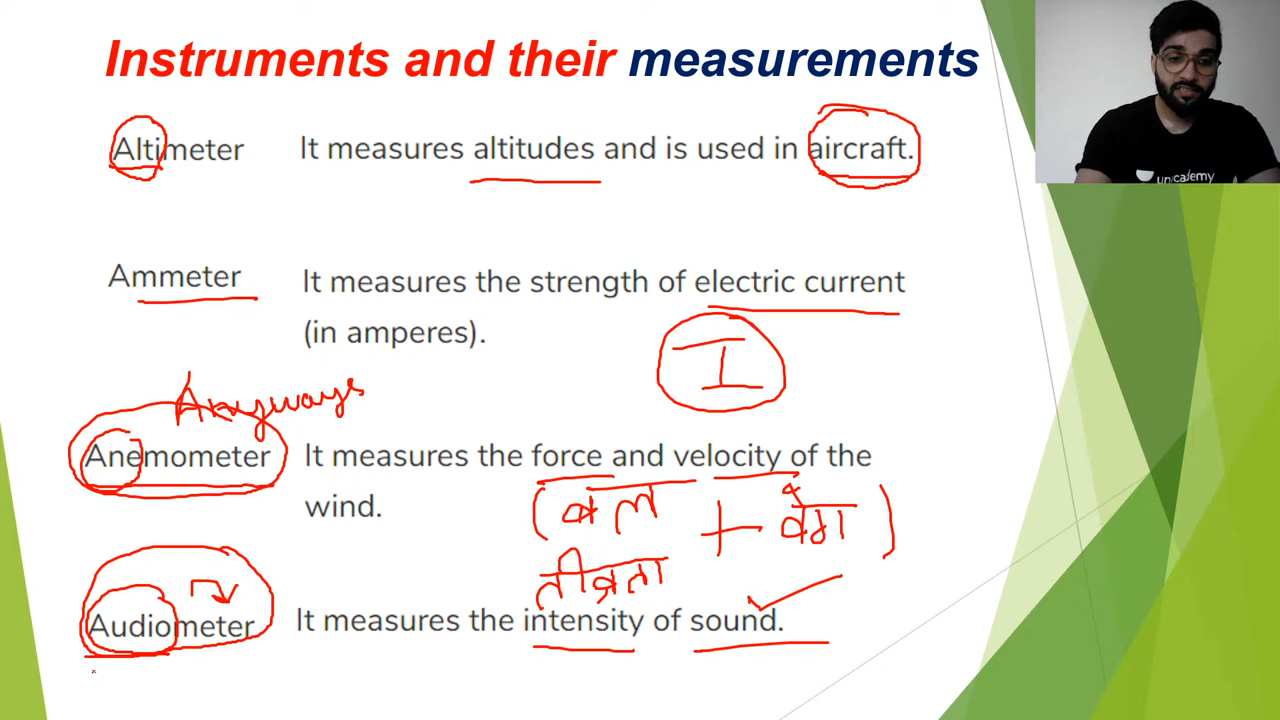 Instruments and their measurements
Altimeter It measures altitudes and is used in aircraft.
unacademy
Ammeter It measures the strength of electric current
(in amperes).
I
Anyways
Anemometer It measures the force and velocity of the
wind.
(बल + वेग)
तीव्रता
Audiometer It measures the intensity of sound.